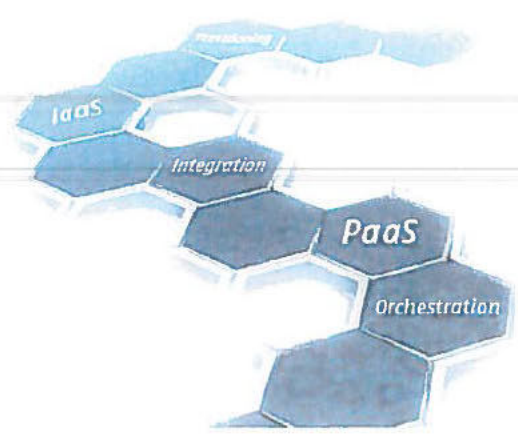 Provisioning
IaaS
Integration
PaaS
Orchestration